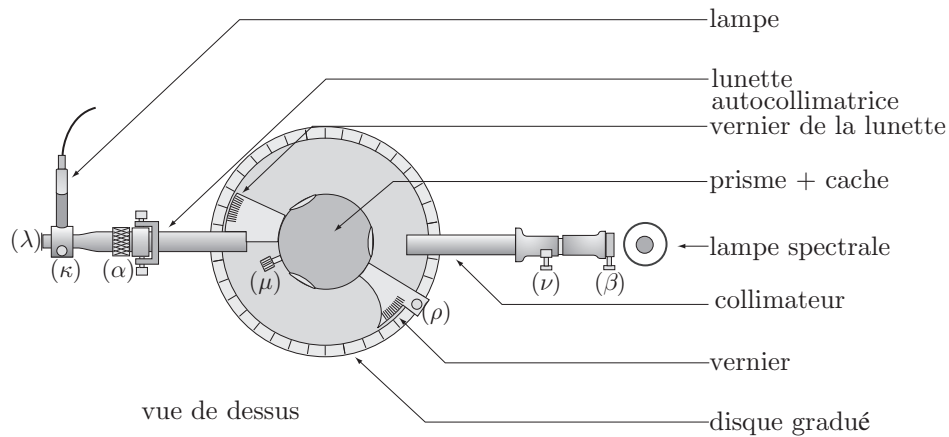 lampe
lunette
autocollimatrice
vernier de la lunette
prisme + cache
(λ)
(κ)
(α)
(μ)
(ν)
(β)
lampe spectrale
(ρ)
collimateur
vernier
vue de dessus
disque gradué